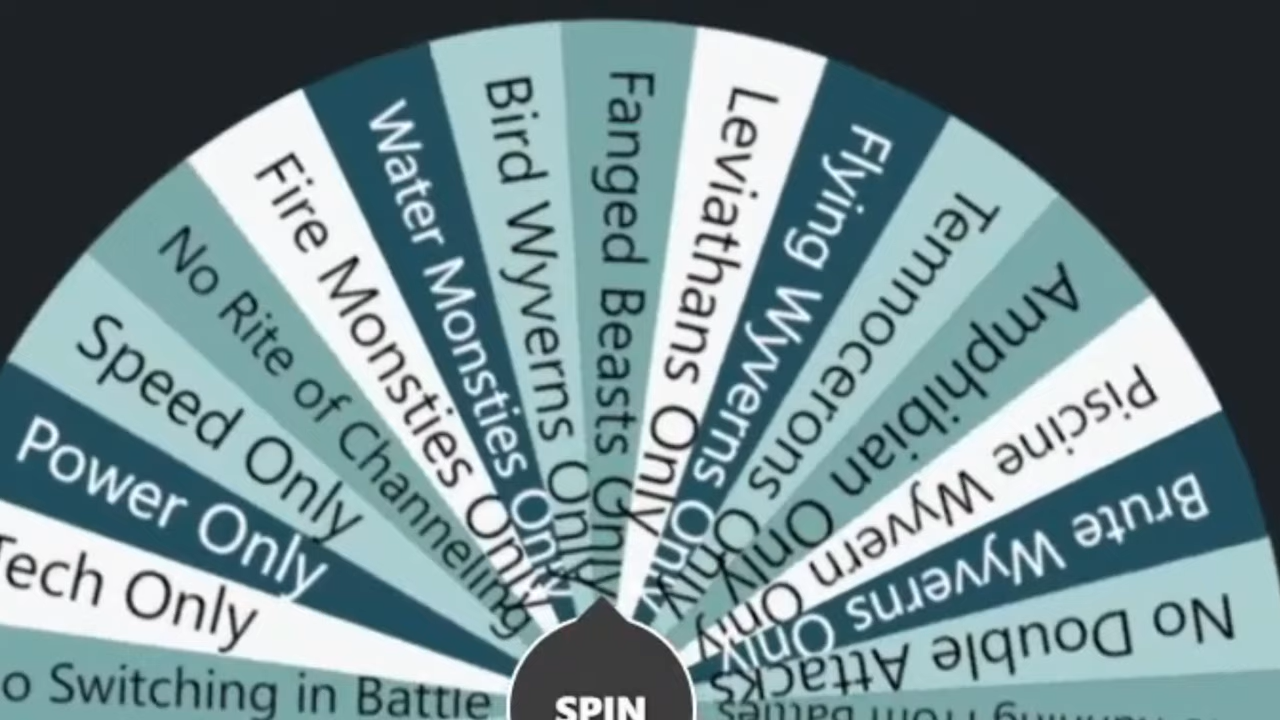 Switching in Battle
Tech Only
Power Only
Speed Only
No Rite of Channeling
Fire Monsties Only
Water Monsties Only
Bird Wyverns Only
Fanged Beasts Only
Leviathans Only
Flying Wyverns Only
Temnocerons Only
Amphibian Only
Piscine Wyvern Only
Brute Wyverns Only
No Double Attacks
From Battles
SPIN